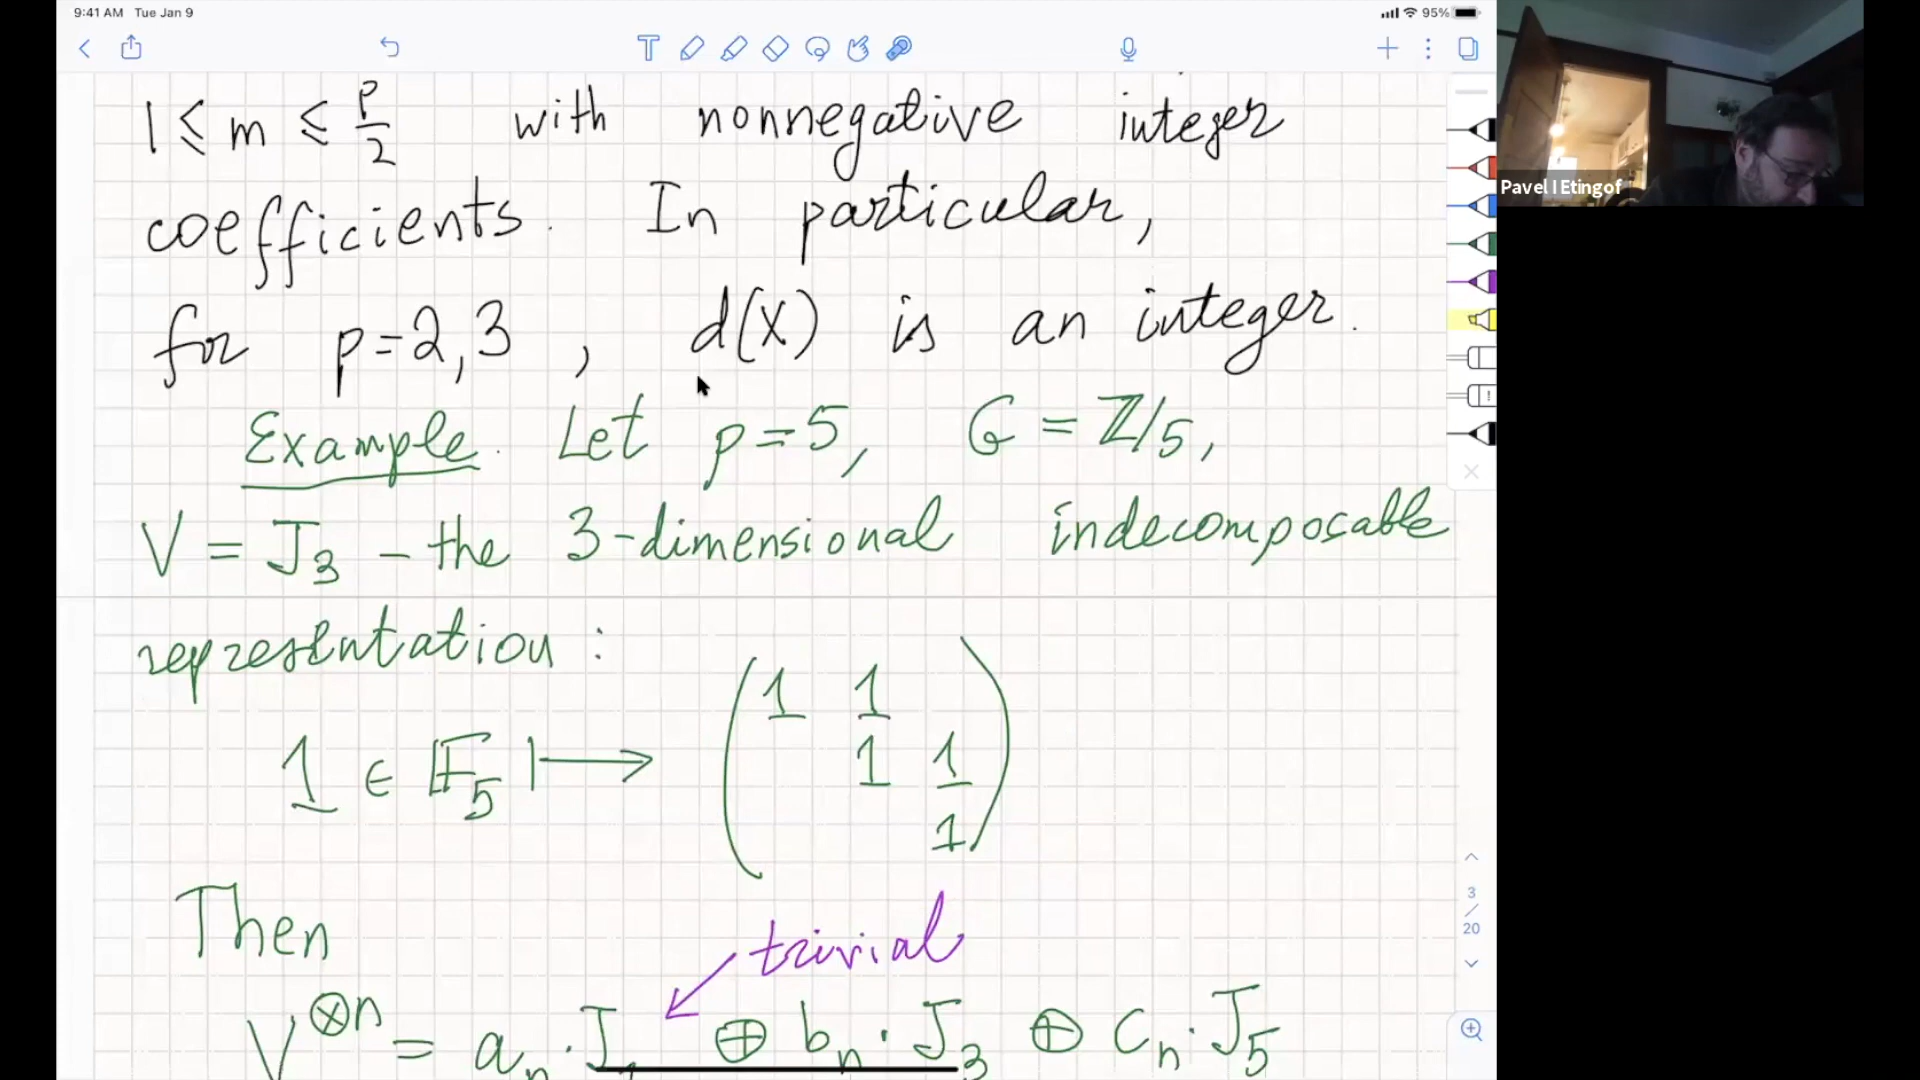 9:41 AM Tue Jan 9
95%
1 ≤ m ≤ p/2 with nonnegative integer
coefficients. In particular,
for p=2,3, d(X) is an integer.
Example. Let p=5, G = ℤ/5,
V = J₃ – the 3-dimensional indecomposable
representation:
1 1
1 ∈ 𝔽₅ ↦ 1 1
1
Then
trivial
V^⊗n = aₙ·J₁ ⊕ bₙ·J₃ ⊕ cₙ·J₅
Pavel I Etingof
3
/
20